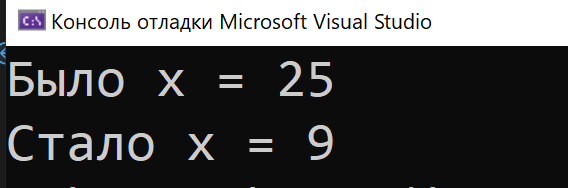 Консоль отладки Microsoft Visual Studio
Было x = 25
Стало x = 9